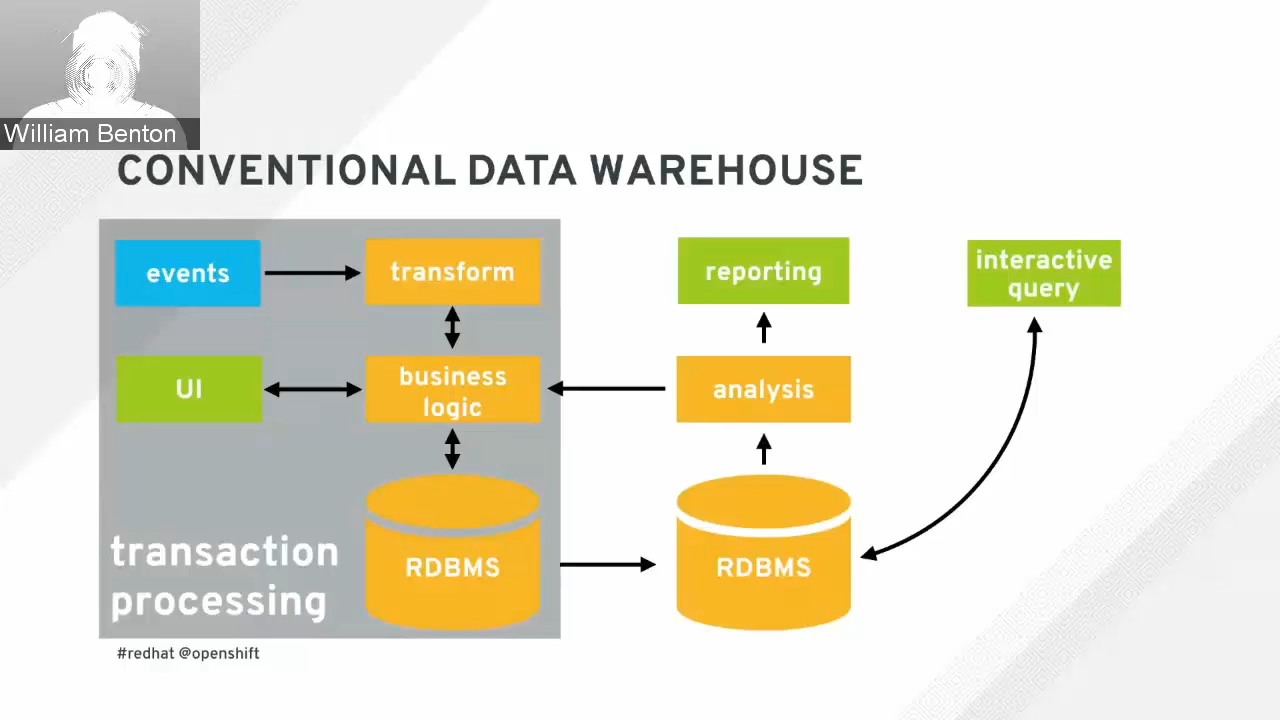 William Benton
CONVENTIONAL DATA WAREHOUSE
events
transform
reporting
interactive
query
UI
business
logic
analysis
transaction
processing
RDBMS
RDBMS
#redhat @openshift